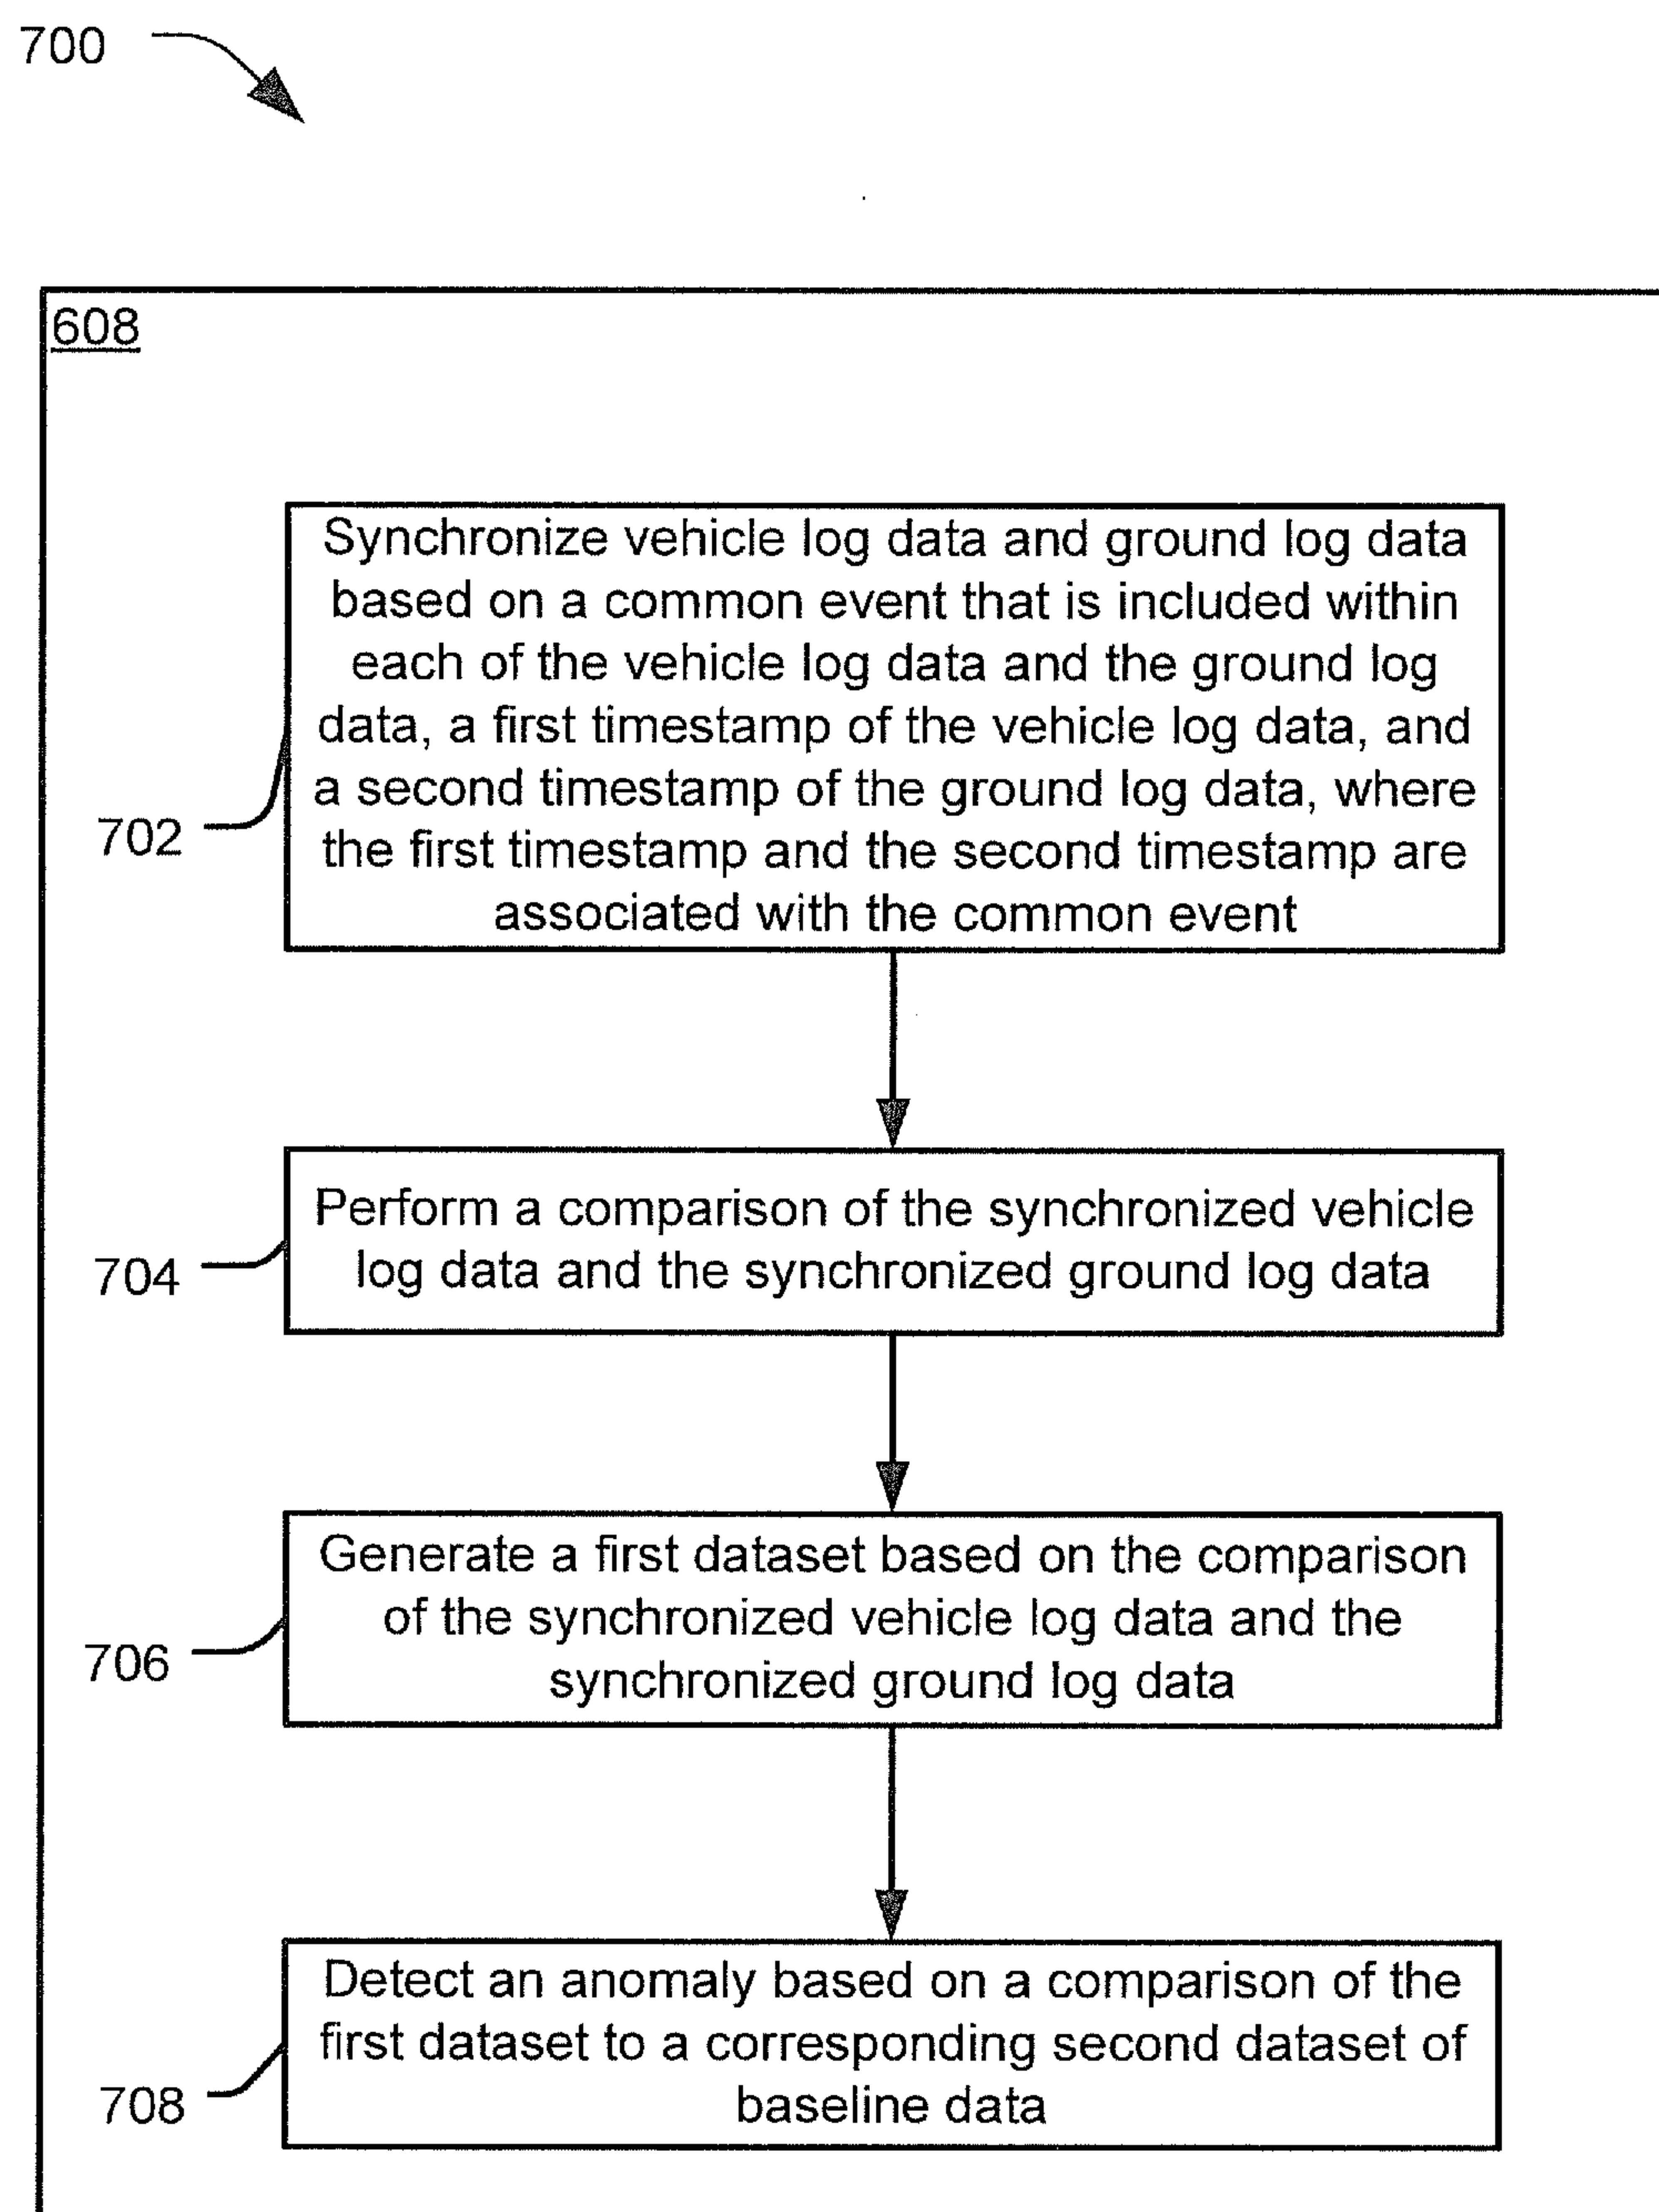 700
608
Synchronize vehicle log data and ground log data
based on a common event that is included within
each of the vehicle log data and the ground log
data, a first timestamp of the vehicle log data, and
a second timestamp of the ground log data, where
the first timestamp and the second timestamp are
associated with the common event
702
Perform a comparison of the synchronized vehicle
log data and the synchronized ground log data
704
Generate a first dataset based on the comparison
of the synchronized vehicle log data and the
synchronized ground log data
706
Detect an anomaly based on a comparison of the
first dataset to a corresponding second dataset of
baseline data
708